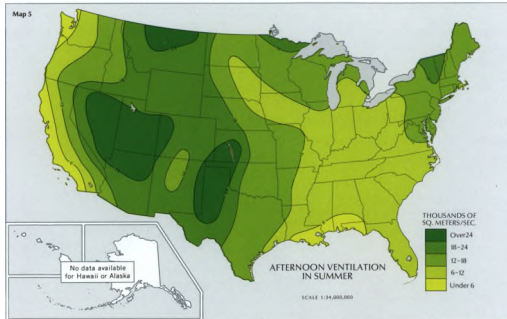 Map 5
No data available
for Hawaii or Alaska
AFTERNOON VENTILATION
IN SUMMER
SCALE 1:34,000,000
THOUSANDS OF
SQ. METERS/SEC.
Over 24
18-24
12-18
6-12
Under 6